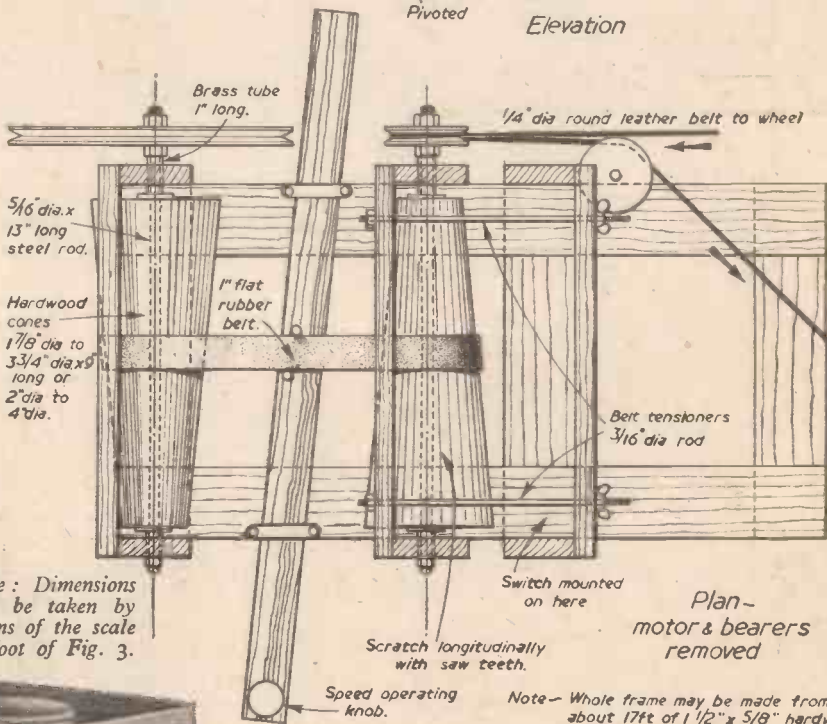 Pivoted
Elevation
Brass tube
1" long.
1/4" dia round leather belt to wheel
5/16" dia. x
13" long
steel rod.
1" flat
rubber
belt.
Hardwood
cones
1 7/8" dia to
3 3/4" dia. x 9"
long or
2" dia to
4" dia.
Belt tensioners
3/16" dia rod
: Dimensions
be taken by
of the scale
of Fig. 3.
Switch mounted
on here
Plan~
motor & bearers
removed
Scratch longitudinally
with saw teeth.
Speed operating
knob.
Note~ Whole frame may be made from
about 17ft of 1 1/2" x 5/8" hard